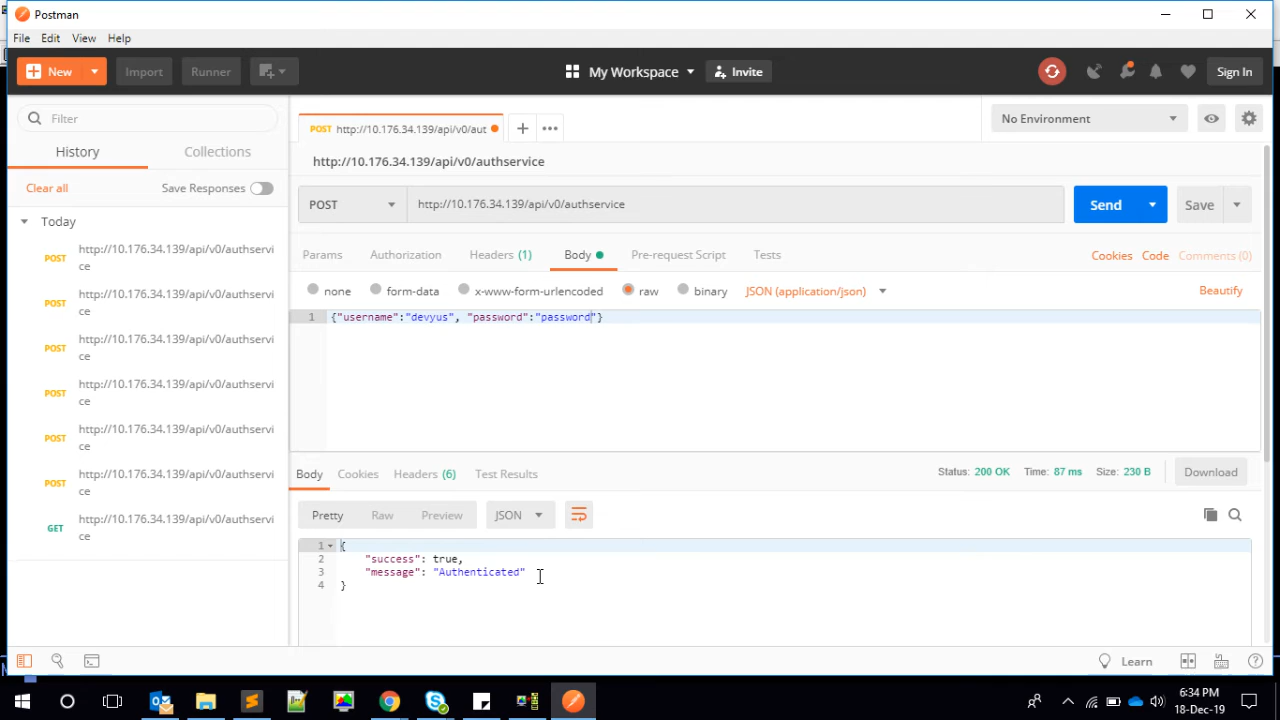 Postman
File Edit View Help
New Import Runner My Workspace Invite Sign In
Filter
History Collections
Clear all Save Responses
Today
POST http://10.176.34.139/api/v0/authservi
ce
POST http://10.176.34.139/api/v0/authservi
ce
POST http://10.176.34.139/api/v0/authservi
ce
POST http://10.176.34.139/api/v0/authservi
ce
POST http://10.176.34.139/api/v0/authservi
ce
POST http://10.176.34.139/api/v0/authservi
ce
GET http://10.176.34.139/api/v0/authservi
ce
POST http://10.176.34.139/api/v0/aut
No Environment
http://10.176.34.139/api/v0/authservice
POST http://10.176.34.139/api/v0/authservice Send Save
Params Authorization Headers (1) Body Pre-request Script Tests Cookies Code Comments (0)
none form-data x-www-form-urlencoded raw binary JSON (application/json) Beautify
1 {"username":"devyus", "password":"password"}
Body Cookies Headers (6) Test Results Status: 200 OK Time: 87 ms Size: 230 B Download
Pretty Raw Preview JSON
1 {
2 "success": true,
3 "message": "Authenticated"
4 }
Learn
6:34 PM
18-Dec-19